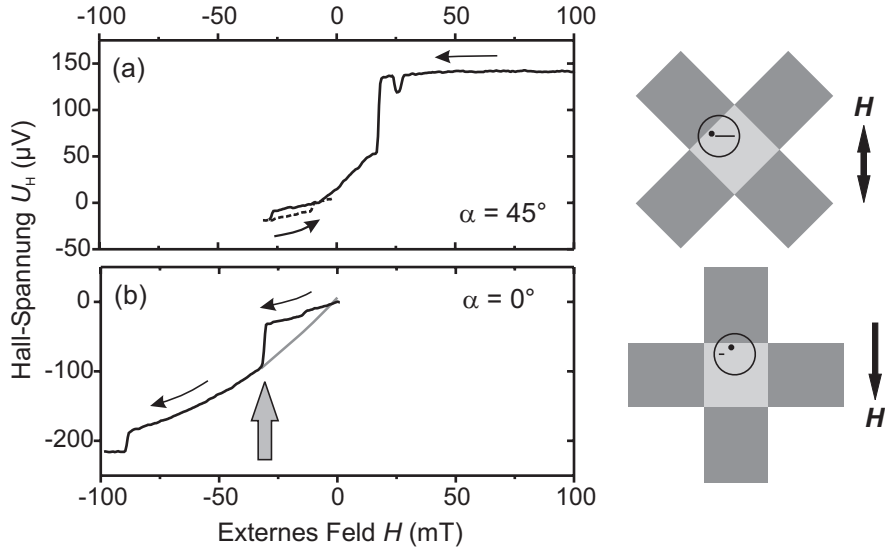 -100 -50 0 50 100
150
100
50
0
-50
(a)
α = 45°
H
Hall-Spannung U_H (µV)
0
-100
-200
(b)
α = 0°
H
-100 -50 0 50 100
Externes Feld H (mT)